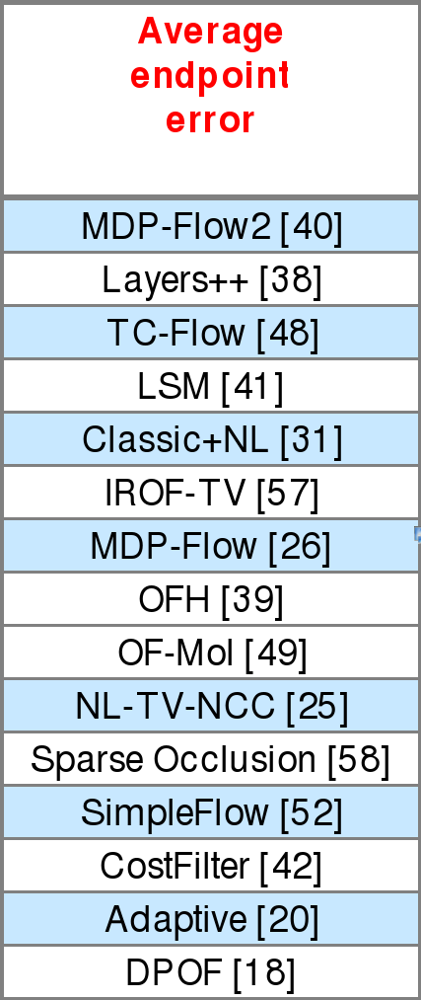 Average
endpoint
error
MDP-Flow2 [40]
Layers++ [38]
TC-Flow [48]
LSM [41]
Classic+NL [31]
IROF-TV [57]
MDP-Flow [26]
OFH [39]
OF-Mol [49]
NL-TV-NCC [25]
Sparse Occlusion [58]
SimpleFlow [52]
CostFilter [42]
Adaptive [20]
DPOF [18]